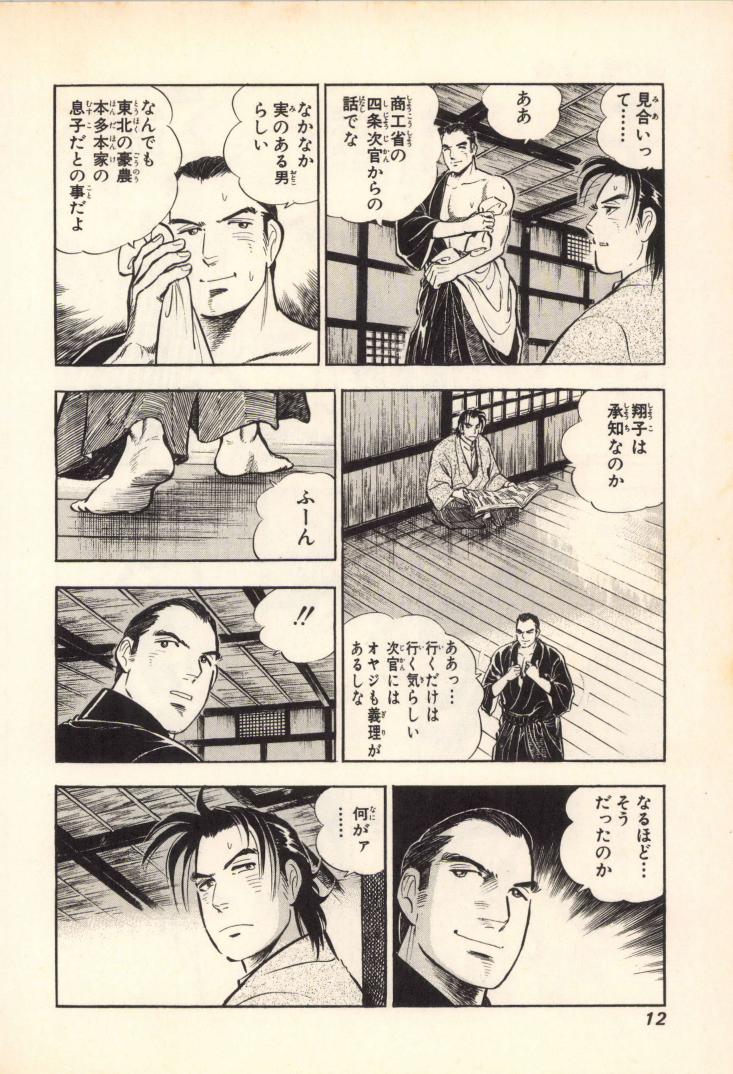 見合いっ
て……
ああ
商工省の
四条次官からの
話でな
なかなか
実のある男
らしい
なんでも
東北の豪農
本多本家の
息子だとの事だよ
翔子は
承知なのか
ああっ…
行くだけは
行く気らしい
次官には
オヤジも義理が
あるしな
ふーん
!!
なるほど…
そう
だったのか
何がァ
……
12